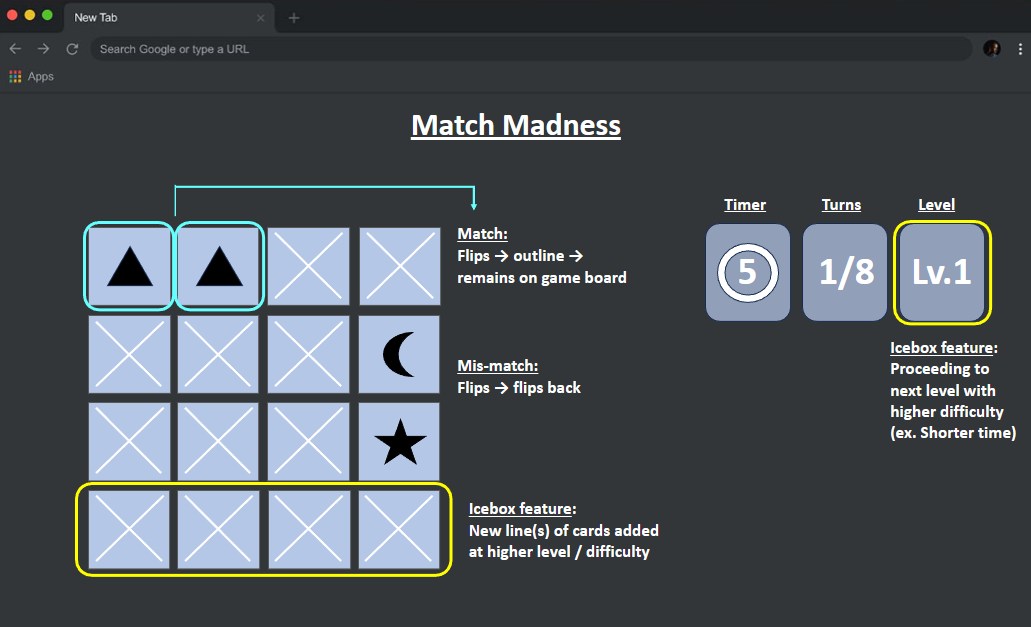 New Tab
Search Google or type a URL
Apps
Match Madness
Match:
Flips → outline →
remains on game board
Mis-match:
Flips → flips back
Icebox feature:
New line(s) of cards added
at higher level / difficulty
Timer
Turns
Level
5
1/8
Lv.1
Icebox feature:
Proceeding to
next level with
higher difficulty
(ex. Shorter time)